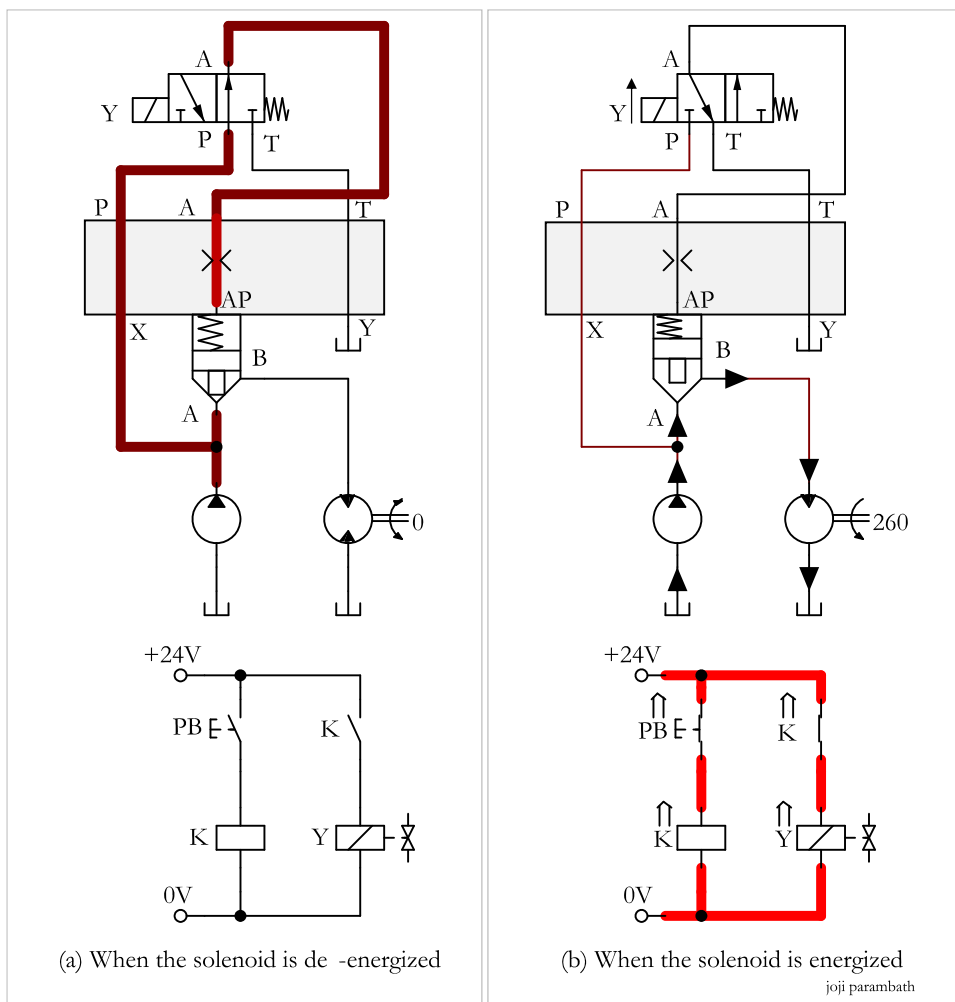 A
Y
P
T
P
A
T
AP
X
Y
B
A
0
+24V
PB
K
K
Y
0V
(a) When the solenoid is de -energized
A
Y
P
T
P
A
T
AP
X
Y
B
A
260
+24V
PB
K
K
Y
0V
(b) When the solenoid is energized
joji parambath